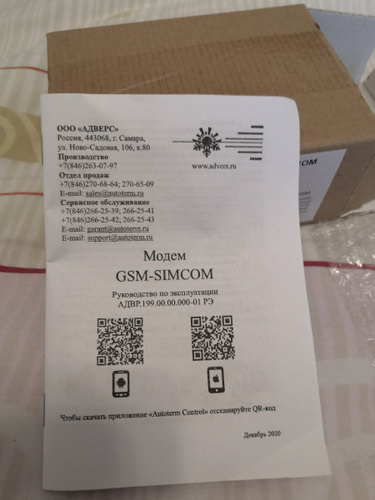 ООО «АДВЕРС»
Россия, 443068, г. Самара,
ул. Ново-Садовая, 106, к.80
Производство
+7(846)263-07-97
Отдел продаж
+7(846)270-68-64; 270-65-09
E-mail: sales@autoterm.ru
Сервисное обслуживание
+7(846)266-25-39; 266-25-41
+7(846)266-25-42, 266-25-43
E-mail: garant@autoterm.ru
E-mail: support@autoterm.ru
www.advers.ru
Модем
GSM-SIMCOM
Руководство по эксплуатации
АДВР.199.00.00.000-01 РЭ
Чтобы скачать приложение «Autoterm Control» отсканируйте QR-код
Декабрь 2020
COM